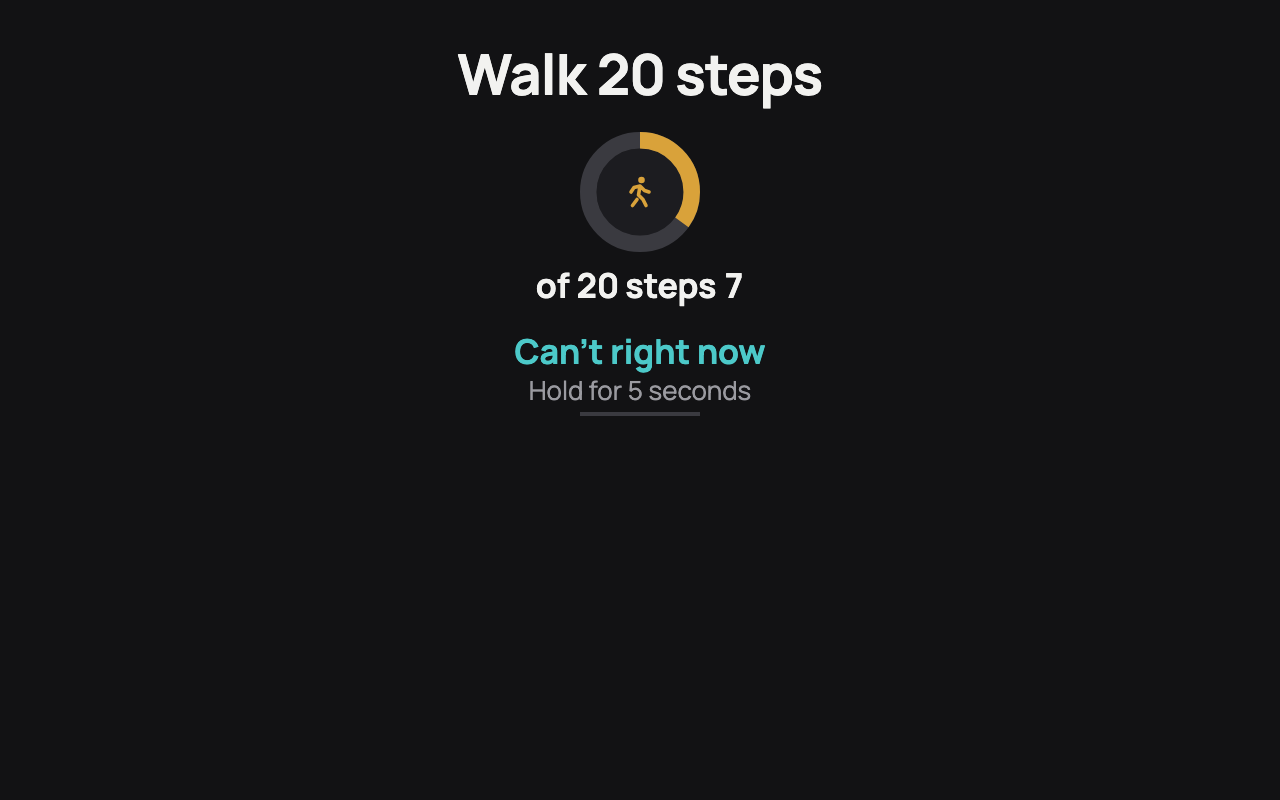 Walk 20 steps
of 20 steps 7
Can’t right now
Hold for 5 seconds